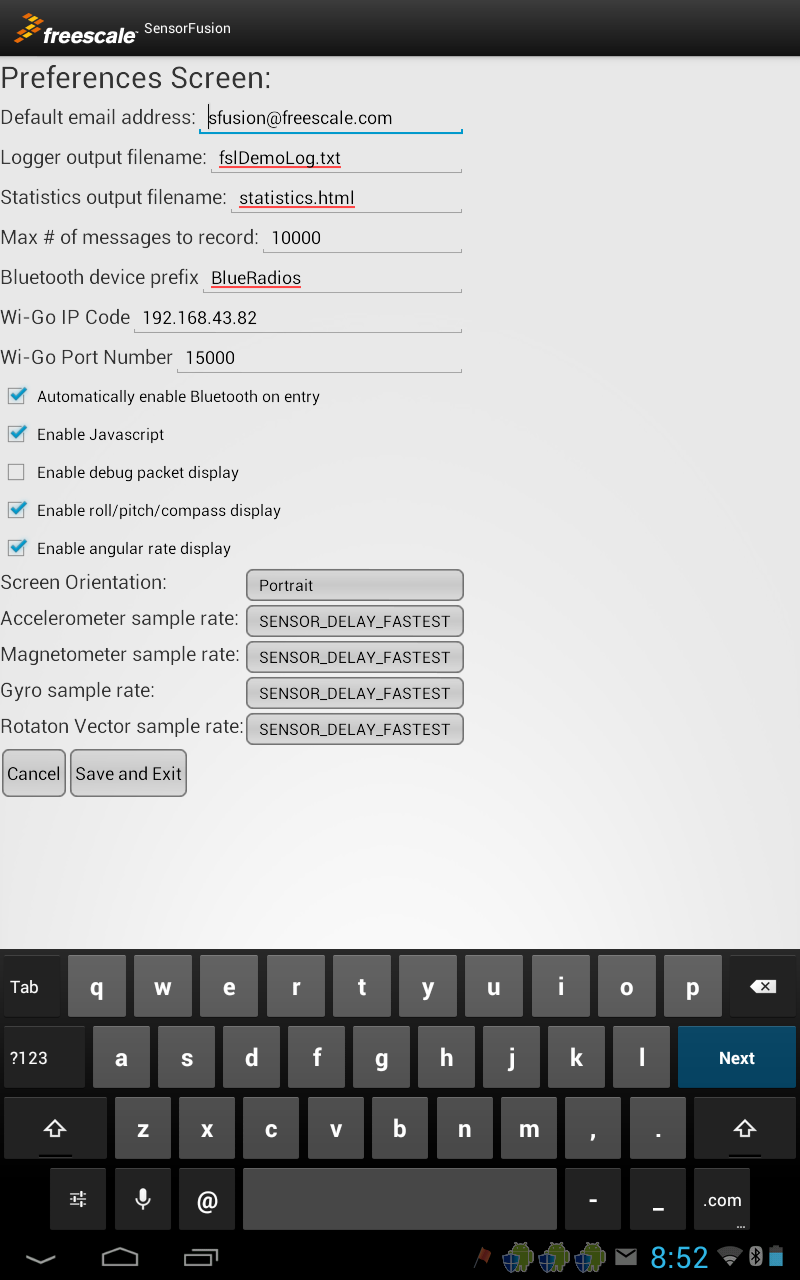 freescale SensorFusion
Preferences Screen:
Default email address: sfusion@freescale.com
Logger output filename: fslDemoLog.txt
Statistics output filename: statistics.html
Max # of messages to record: 10000
Bluetooth device prefix BlueRadios
Wi-Go IP Code 192.168.43.82
Wi-Go Port Number 15000
Automatically enable Bluetooth on entry
Enable Javascript
Enable debug packet display
Enable roll/pitch/compass display
Enable angular rate display
Screen Orientation: Portrait
Accelerometer sample rate: SENSOR_DELAY_FASTEST
Magnetometer sample rate: SENSOR_DELAY_FASTEST
Gyro sample rate: SENSOR_DELAY_FASTEST
Rotaton Vector sample rate: SENSOR_DELAY_FASTEST
Cancel Save and Exit
Tab q w e r t y u i o p
?123 a s d f g h j k l Next
z x c v b n m , .
@ - _ .com ...
8:52